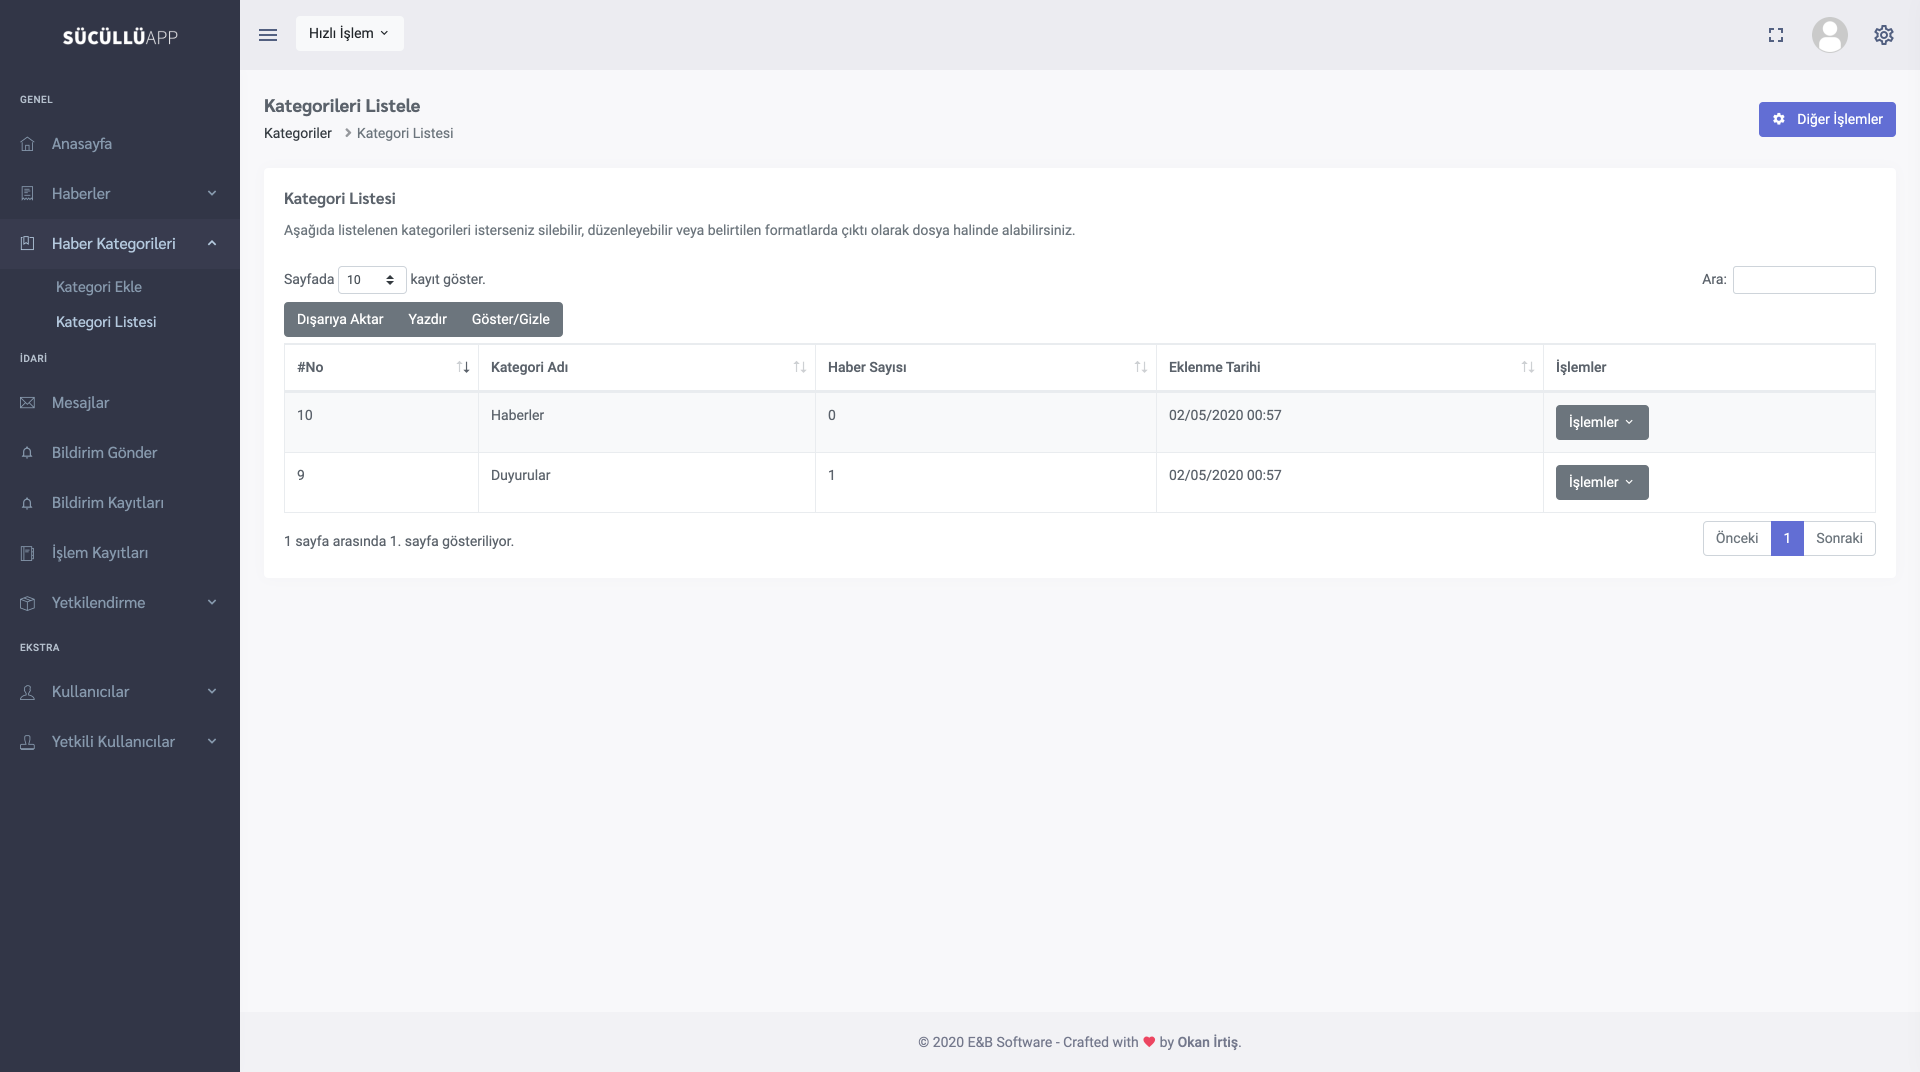 SÜCÜLLÜAPP
GENEL
Anasayfa
Haberler
Haber Kategorileri
Kategori Ekle
Kategori Listesi
İDARİ
Mesajlar
Bildirim Gönder
Bildirim Kayıtları
İşlem Kayıtları
Yetkilendirme
EKSTRA
Kullanıcılar
Yetkili Kullanıcılar
Hızlı İşlem
Kategorileri Listele
Kategoriler > Kategori Listesi
Diğer İşlemler
Kategori Listesi
Aşağıda listelenen kategorileri isterseniz silebilir, düzenleyebilir veya belirtilen formatlarda çıktı olarak dosya halinde alabilirsiniz.
Sayfada 10 kayıt göster.
Ara:
Dışarıya Aktar Yazdır Göster/Gizle
#No Kategori Adı Haber Sayısı Eklenme Tarihi İşlemler
10 Haberler 0 02/05/2020 00:57 İşlemler
9 Duyurular 1 02/05/2020 00:57 İşlemler
1 sayfa arasında 1. sayfa gösteriliyor.
Önceki 1 Sonraki
© 2020 E&B Software - Crafted with ❤ by Okan İrtiş.